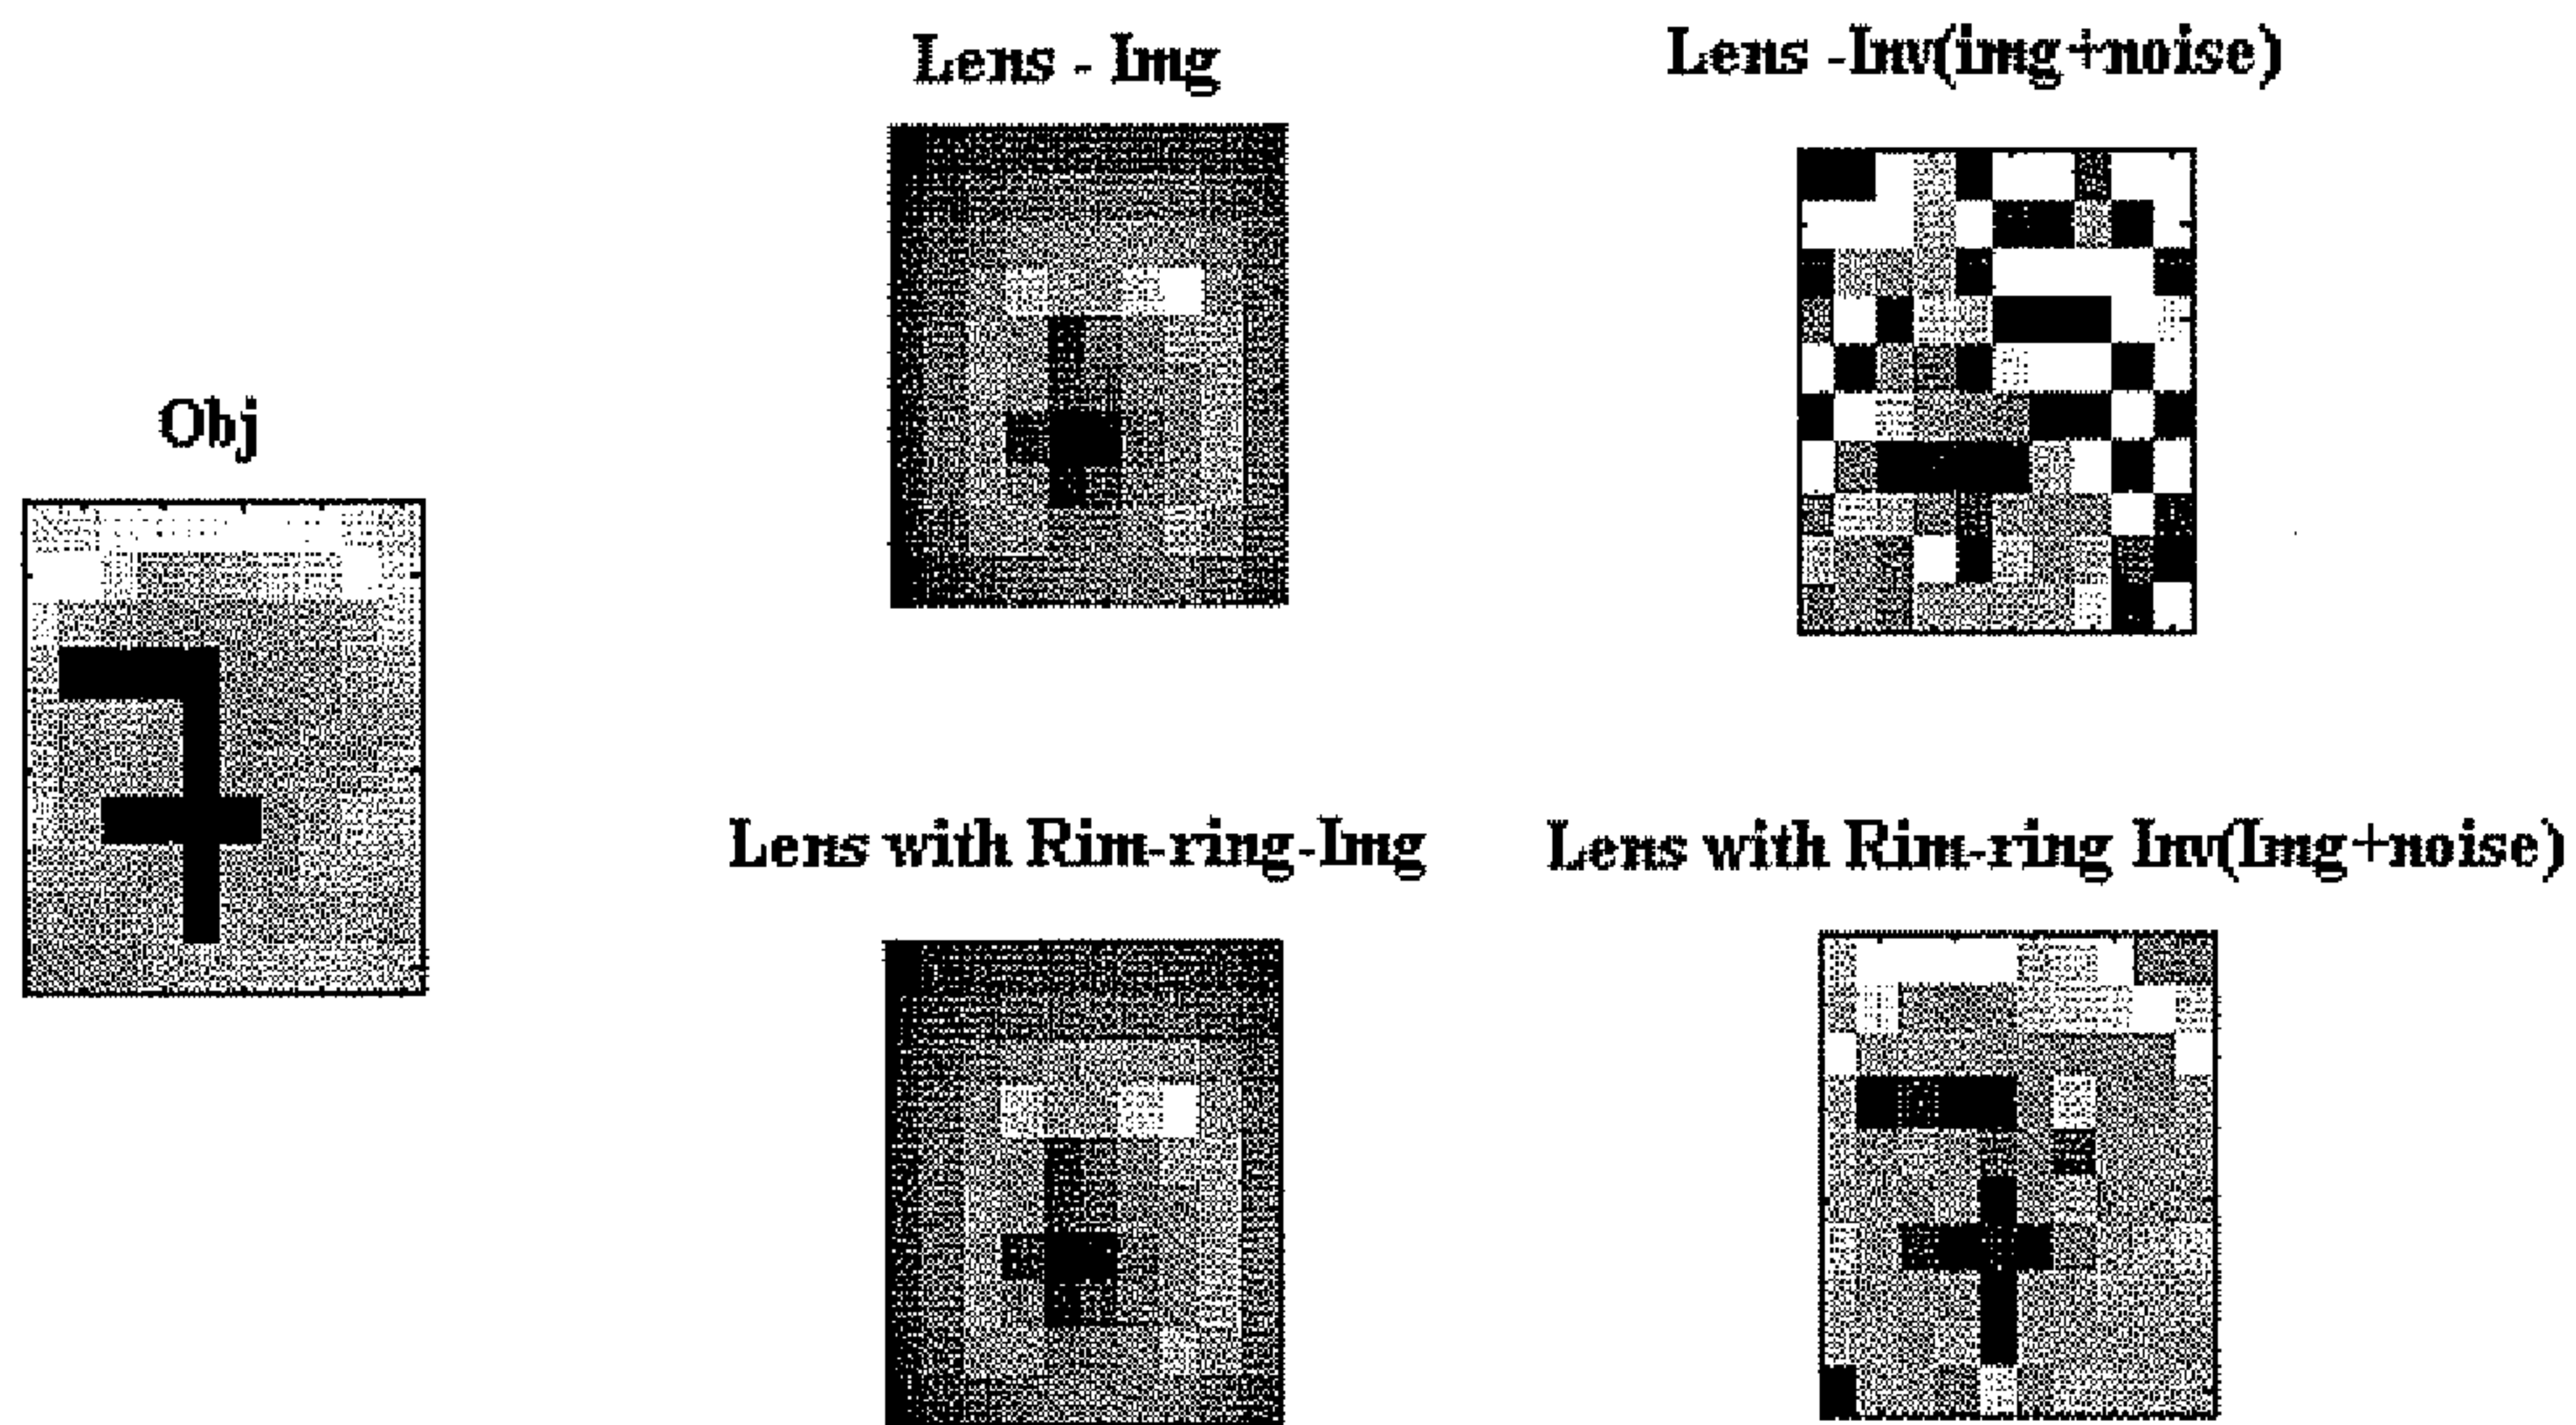 Lens - Img
Lens -Inv(img+noise)
Obj
Lens with Rim-ring-Img
Lens with Rim-ring Inv(Img+noise)